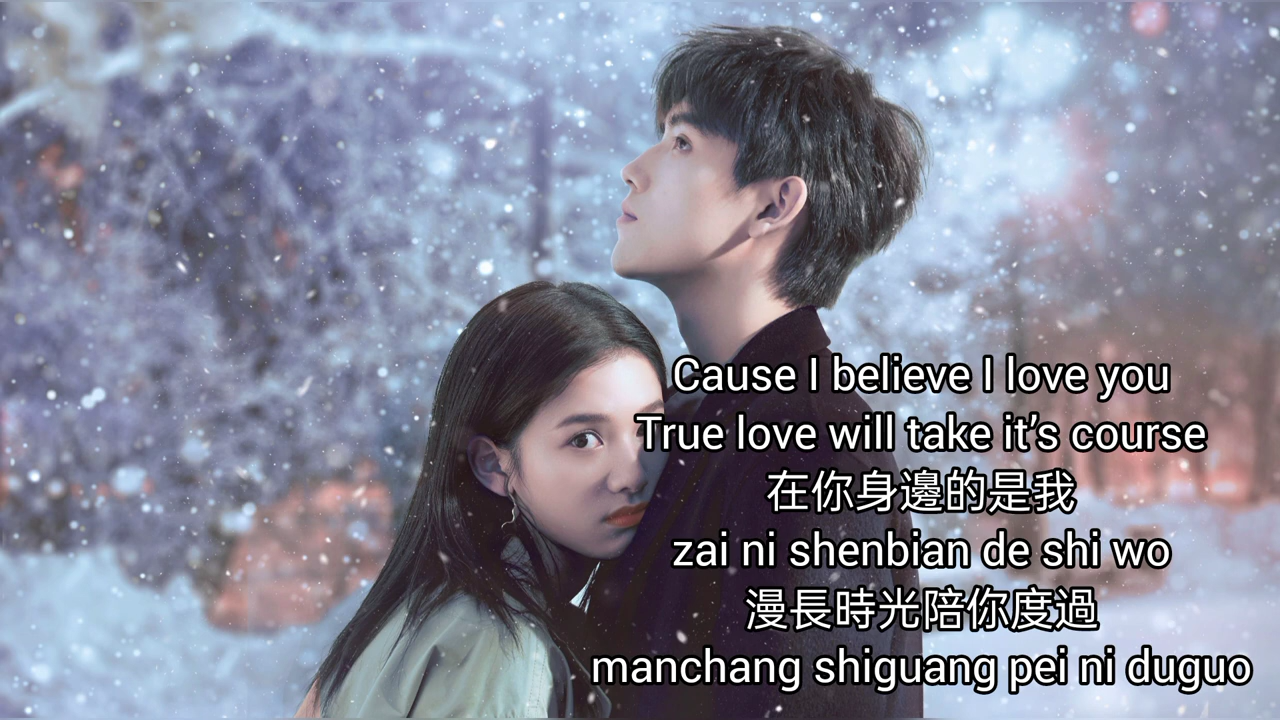 Cause I believe I love you
True love will take it's course
在你身邊的是我
zai ni shenbian de shi wo
漫長時光陪你度過
manchang shiguang pei ni duguo